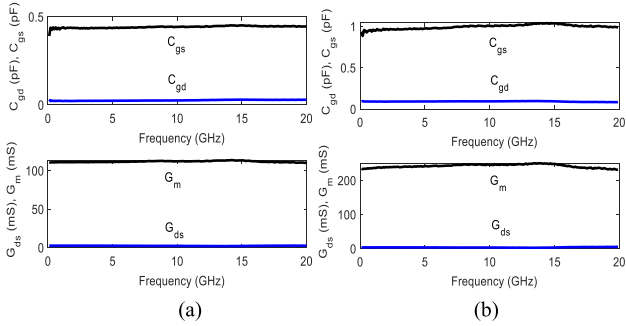 0.5
0
C_gd (pF), C_gs (pF)
C_gs
C_gd
0 5 10 15 20
Frequency (GHz)
1
0.5
0
C_gd (pF), C_gs (pF)
C_gs
C_gd
0 5 10 15 20
Frequency (GHz)
100
50
0
G_ds (mS), G_m (mS)
G_m
G_ds
0 5 10 15 20
Frequency (GHz)
200
100
0
G_ds (mS), G_m (mS)
G_m
G_ds
0 5 10 15 20
Frequency (GHz)
(a)
(b)